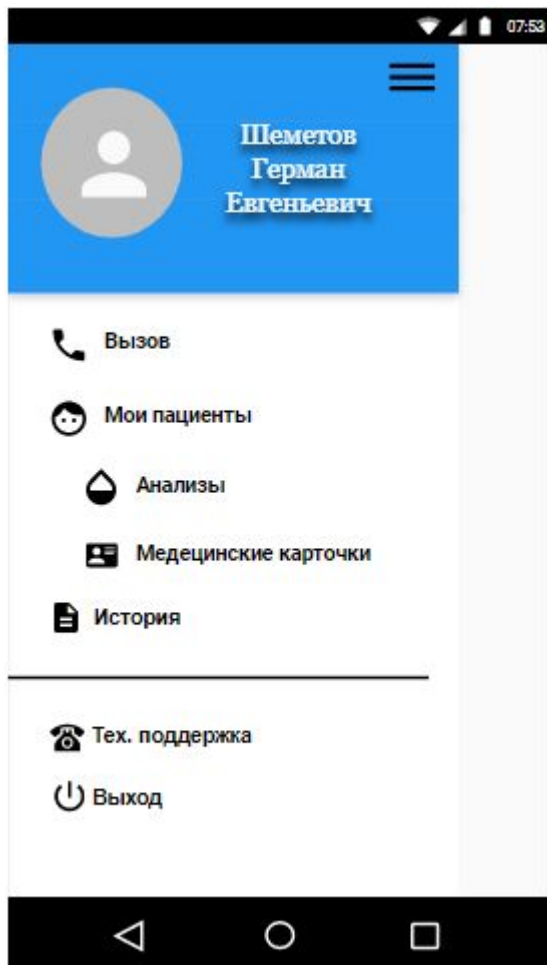 07:53
Шеметов
Герман
Евгеньевич
Вызов
Мои пациенты
Анализы
Медецинские карточки
История
Тех. поддержка
Выход